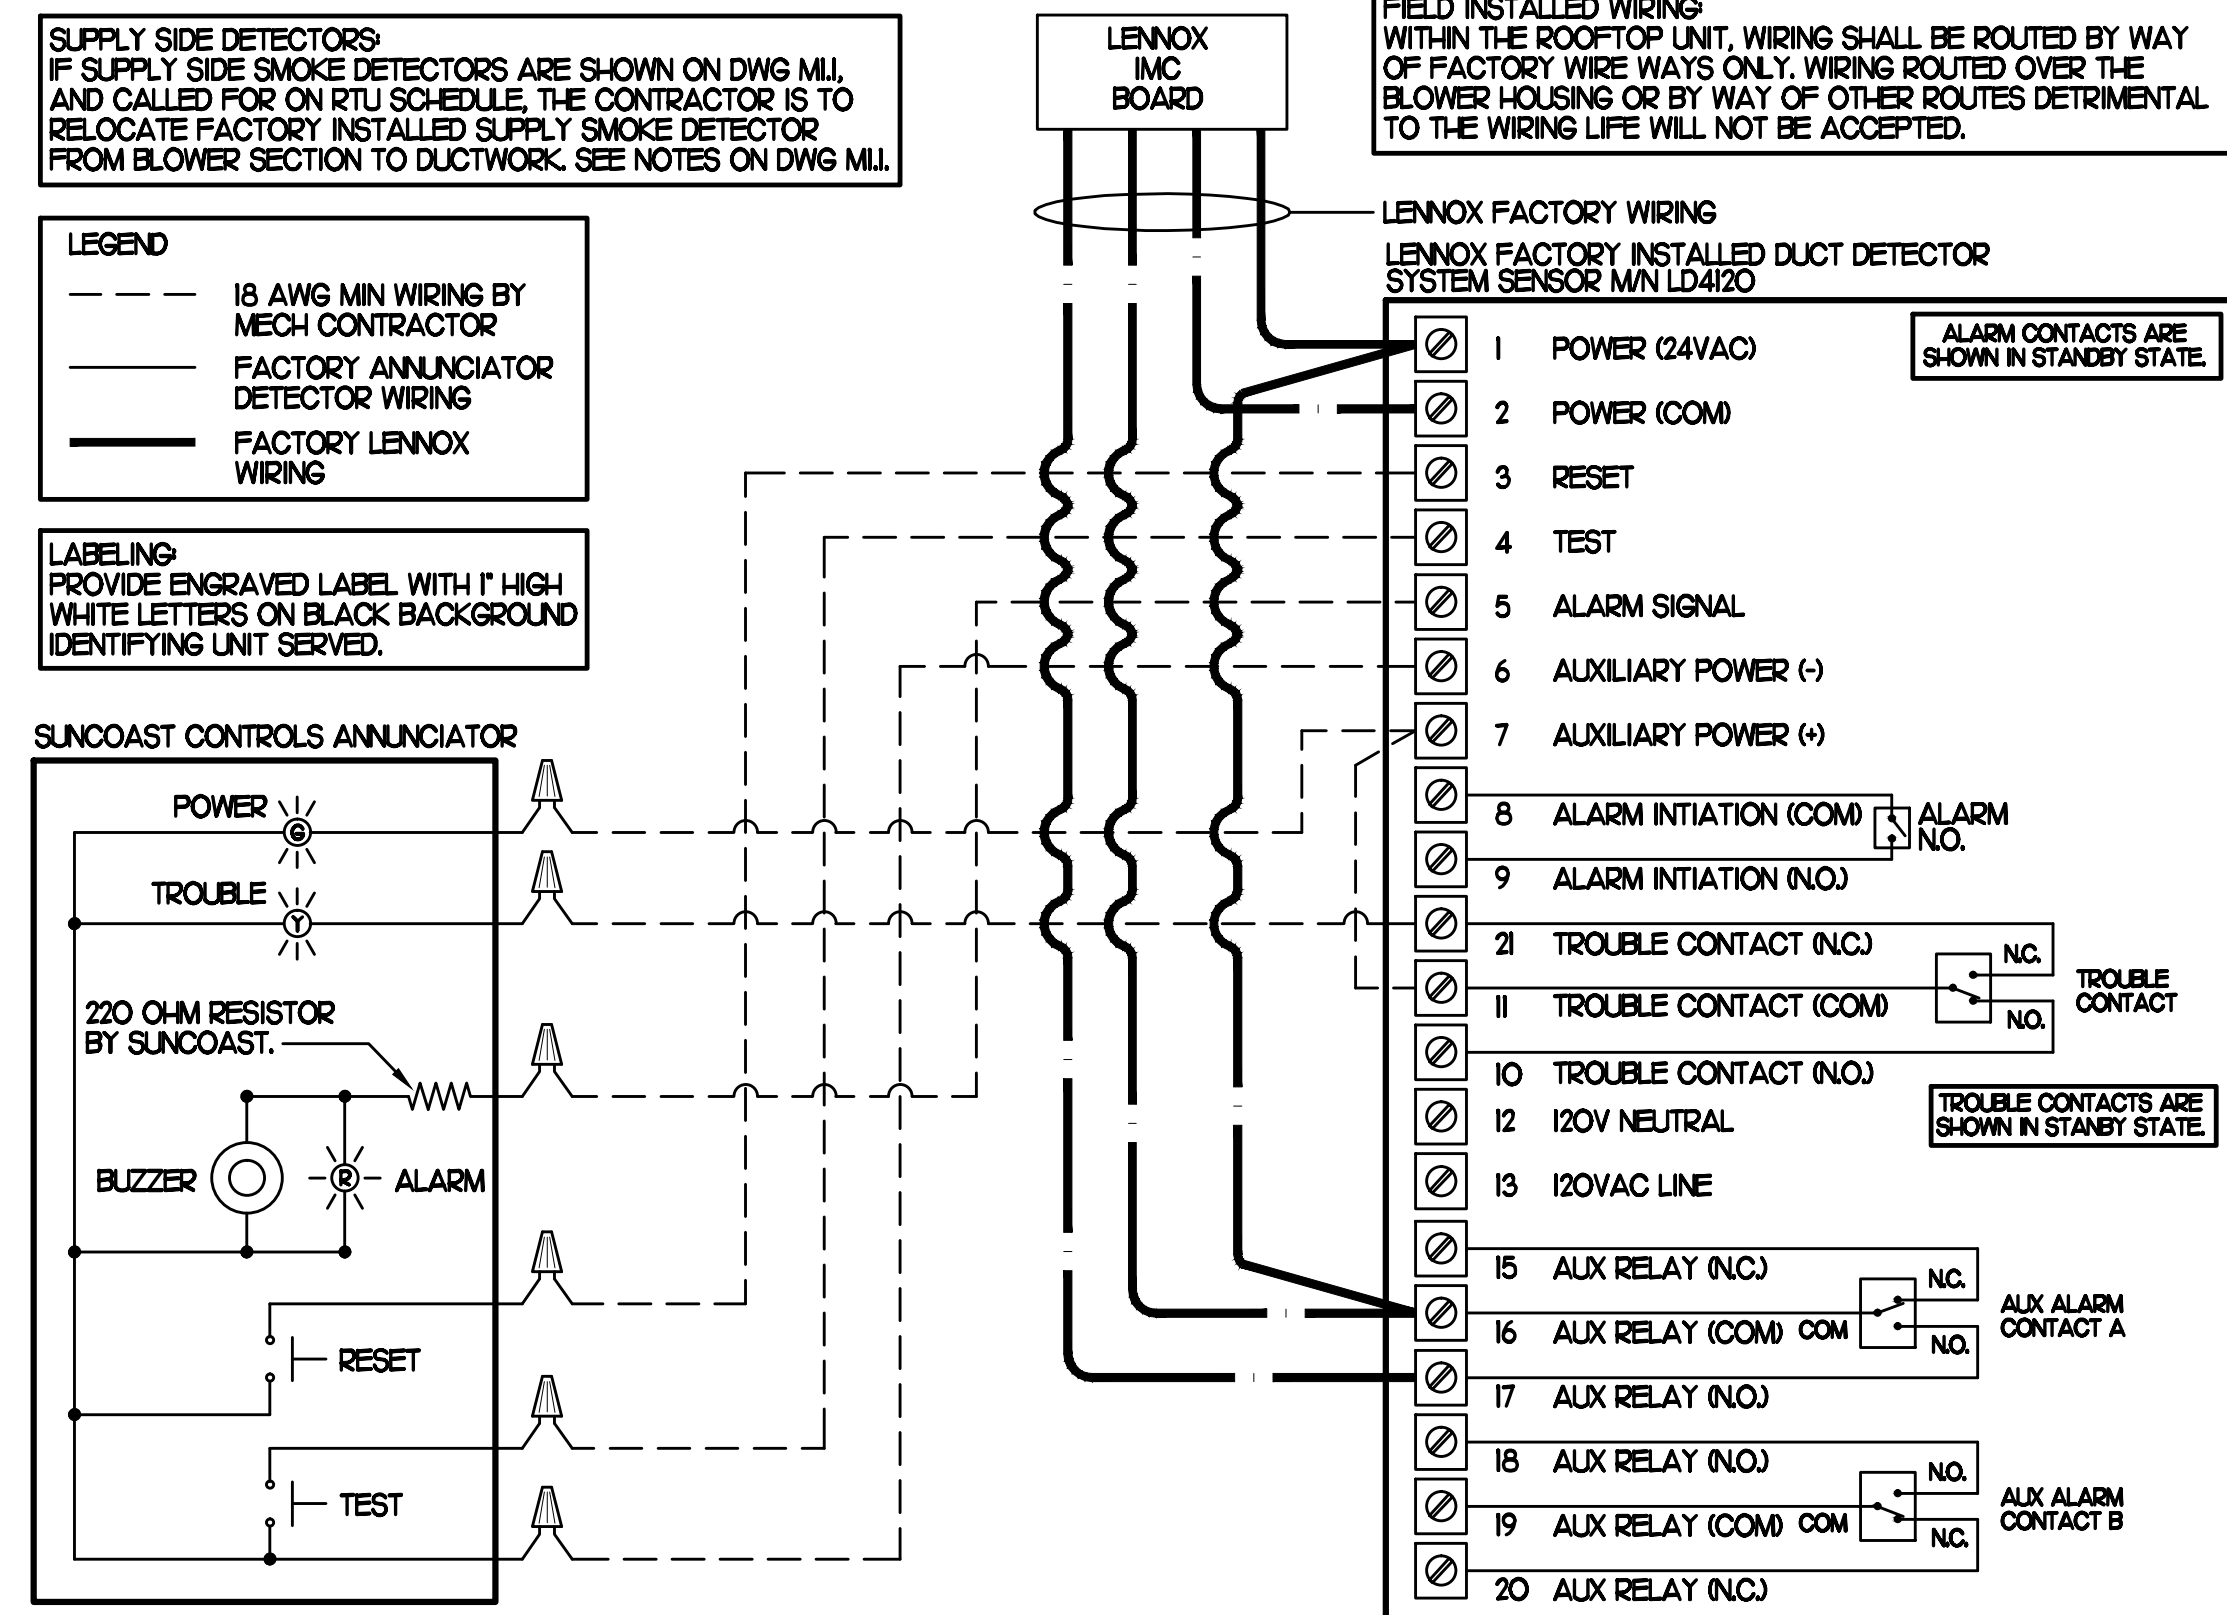 SUPPLY SIDE DETECTORS:
IF SUPPLY SIDE SMOKE DETECTORS ARE SHOWN ON DWG M1.1,
AND CALLED FOR ON RTU SCHEDULE, THE CONTRACTOR IS TO
RELOCATE FACTORY INSTALLED SUPPLY SMOKE DETECTOR
FROM BLOWER SECTION TO DUCTWORK. SEE NOTES ON DWG M1.1.
LENNOX
IMC
BOARD
FIELD INSTALLED WIRING:
WITHIN THE ROOFTOP UNIT, WIRING SHALL BE ROUTED BY WAY
OF FACTORY WIRE WAYS ONLY. WIRING ROUTED OVER THE
BLOWER HOUSING OR BY WAY OF OTHER ROUTES DETRIMENTAL
TO THE WIRING LIFE WILL NOT BE ACCEPTED.
LEGEND
18 AWG MIN WIRING BY
MECH CONTRACTOR
FACTORY ANNUNCIATOR
DETECTOR WIRING
FACTORY LENNOX
WIRING
LENNOX FACTORY WIRING
LENNOX FACTORY INSTALLED DUCT DETECTOR
SYSTEM SENSOR M/N LD4120
LABELING:
PROVIDE ENGRAVED LABEL WITH 1" HIGH
WHITE LETTERS ON BLACK BACKGROUND
IDENTIFYING UNIT SERVED.
SUNCOAST CONTROLS ANNUNCIATOR
POWER
G
TROUBLE
Y
220 OHM RESISTOR
BY SUNCOAST.
BUZZER
R
ALARM
RESET
TEST
1 POWER (24VAC)
ALARM CONTACTS ARE
SHOWN IN STANDBY STATE.
2 POWER (COM)
3 RESET
4 TEST
5 ALARM SIGNAL
6 AUXILIARY POWER (-)
7 AUXILIARY POWER (+)
8 ALARM INTIATION (COM)
ALARM
N.O.
9 ALARM INTIATION (N.O.)
21 TROUBLE CONTACT (N.C.)
N.C.
TROUBLE
CONTACT
11 TROUBLE CONTACT (COM)
N.O.
10 TROUBLE CONTACT (N.O.)
TROUBLE CONTACTS ARE
SHOWN IN STANBY STATE.
12 120V NEUTRAL
13 120VAC LINE
15 AUX RELAY (N.C.)
N.C.
AUX ALARM
CONTACT A
16 AUX RELAY (COM) COM
N.O.
17 AUX RELAY (N.O.)
18 AUX RELAY (N.O.)
N.O.
AUX ALARM
CONTACT B
19 AUX RELAY (COM) COM
N.C.
20 AUX RELAY (N.C.)